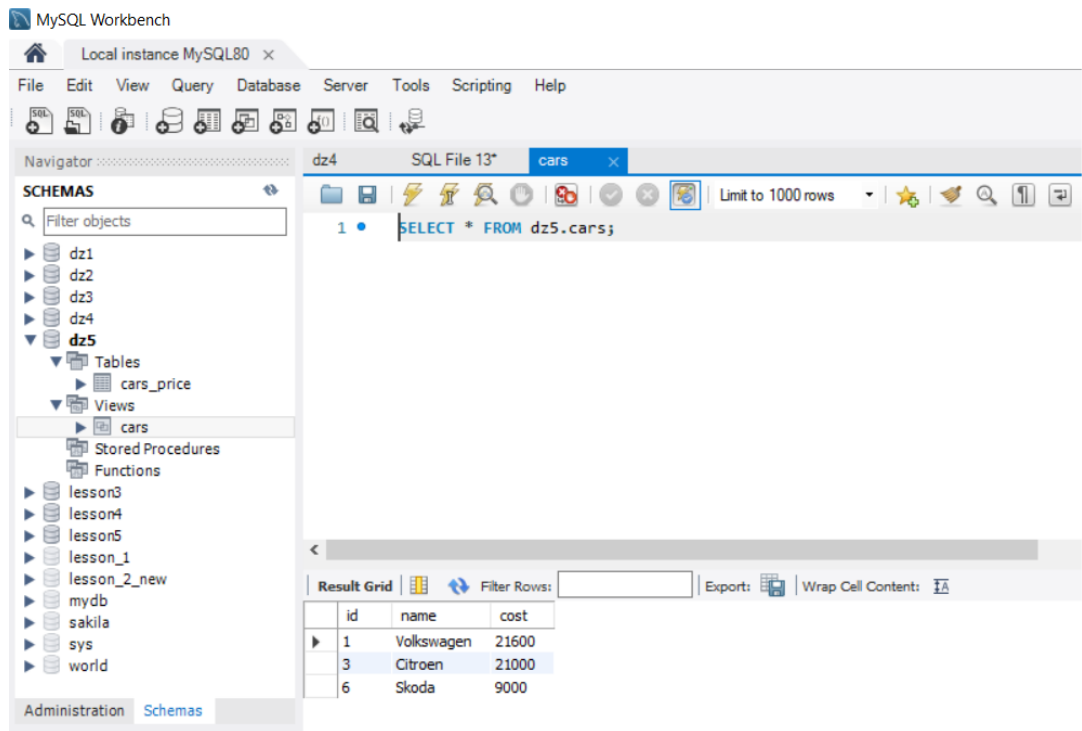 MySQL Workbench
Local instance MySQL80 ×
File Edit View Query Database Server Tools Scripting Help
Navigator
SCHEMAS
Filter objects
dz1
dz2
dz3
dz4
dz5
Tables
cars_price
Views
cars
Stored Procedures
Functions
lesson3
lesson4
lesson5
lesson_1
lesson_2_new
mydb
sakila
sys
world
Administration Schemas
dz4 SQL File 13* cars ×
Limit to 1000 rows
1 SELECT * FROM dz5.cars;
Result Grid Filter Rows: Export: Wrap Cell Content:
id name cost
1 Volkswagen 21600
3 Citroen 21000
6 Skoda 9000